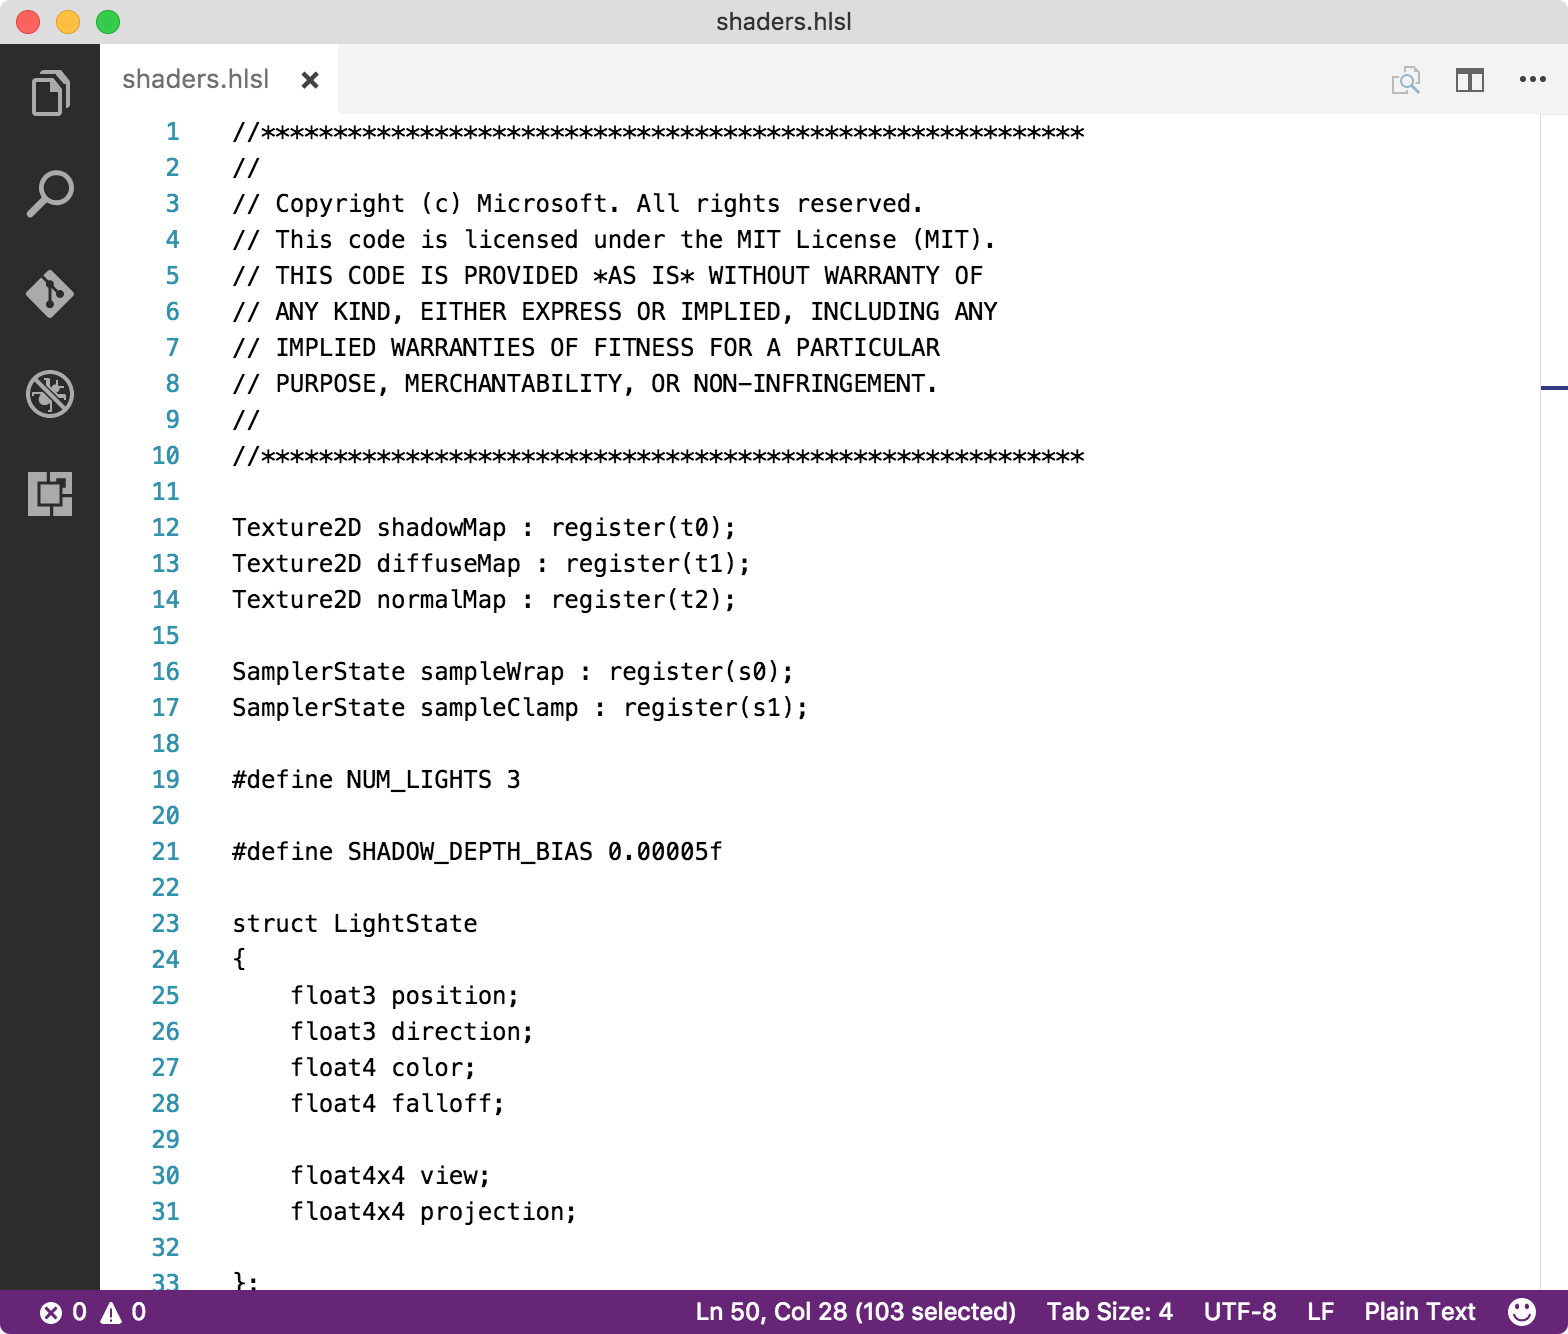 shaders.hlsl
shaders.hlsl
1 //*********************************************************
2 //
3 // Copyright (c) Microsoft. All rights reserved.
4 // This code is licensed under the MIT License (MIT).
5 // THIS CODE IS PROVIDED *AS IS* WITHOUT WARRANTY OF
6 // ANY KIND, EITHER EXPRESS OR IMPLIED, INCLUDING ANY
7 // IMPLIED WARRANTIES OF FITNESS FOR A PARTICULAR
8 // PURPOSE, MERCHANTABILITY, OR NON-INFRINGEMENT.
9 //
10 //*********************************************************
11
12 Texture2D shadowMap : register(t0);
13 Texture2D diffuseMap : register(t1);
14 Texture2D normalMap : register(t2);
15
16 SamplerState sampleWrap : register(s0);
17 SamplerState sampleClamp : register(s1);
18
19 #define NUM_LIGHTS 3
20
21 #define SHADOW_DEPTH_BIAS 0.00005f
22
23 struct LightState
24 {
25     float3 position;
26     float3 direction;
27     float4 color;
28     float4 falloff;
29
30     float4x4 view;
31     float4x4 projection;
32
33 };
0 0 Ln 50, Col 28 (103 selected) Tab Size: 4 UTF-8 LF Plain Text